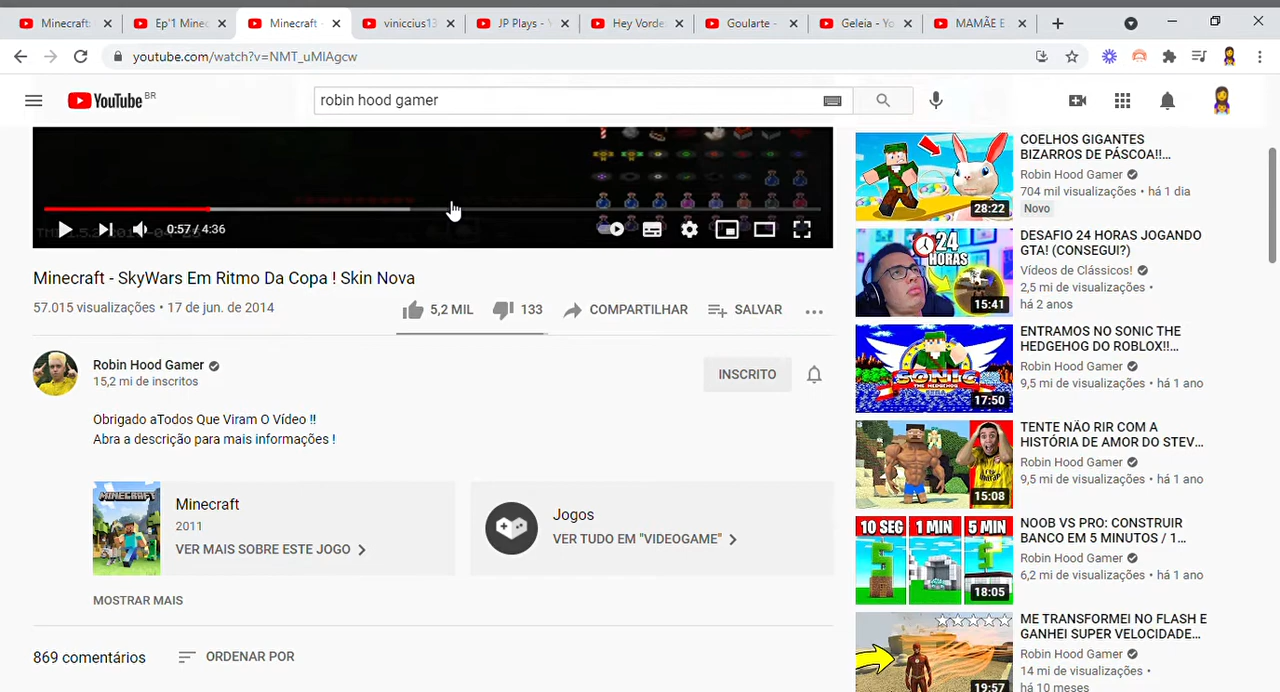 Minecraft:
Ep'1 Minec
Minecraft -
viniccius13
JP Plays -
Hey Vorde
Goularte -
Geleia - Yo
MAMÃE E
youtube.com/watch?v=NMT_uMlAgcw
YouTube BR
robin hood gamer
0:57 / 4:36
Minecraft - SkyWars Em Ritmo Da Copa ! Skin Nova
57.015 visualizações • 17 de jun. de 2014
5,2 MIL
133
COMPARTILHAR
SALVAR
Robin Hood Gamer
15,2 mi de inscritos
INSCRITO
Obrigado aTodos Que Viram O Vídeo !!
Abra a descrição para mais informações !
MINECRAFT
Minecraft
2011
VER MAIS SOBRE ESTE JOGO
Jogos
VER TUDO EM "VIDEOGAME"
MOSTRAR MAIS
869 comentários
ORDENAR POR
28:22
COELHOS GIGANTES
BIZARROS DE PÁSCOA!!...
Robin Hood Gamer
704 mil visualizações • há 1 dia
Novo
24
HORAS
15:41
DESAFIO 24 HORAS JOGANDO
GTA! (CONSEGUI?)
Vídeos de Clássicos!
2,5 mi de visualizações •
há 2 anos
SONIC
17:50
ENTRAMOS NO SONIC THE
HEDGEHOG DO ROBLOX!!...
Robin Hood Gamer
9,5 mi de visualizações • há 1 ano
15:08
TENTE NÃO RIR COM A
HISTÓRIA DE AMOR DO STEV...
Robin Hood Gamer
9,5 mi de visualizações • há 1 ano
10 SEG
1 MIN
5 MIN
18:05
NOOB VS PRO: CONSTRUIR
BANCO EM 5 MINUTOS / 1...
Robin Hood Gamer
6,2 mi de visualizações • há 1 ano
19:57
ME TRANSFORMEI NO FLASH E
GANHEI SUPER VELOCIDADE...
Robin Hood Gamer
14 mi de visualizações •
há 10 meses